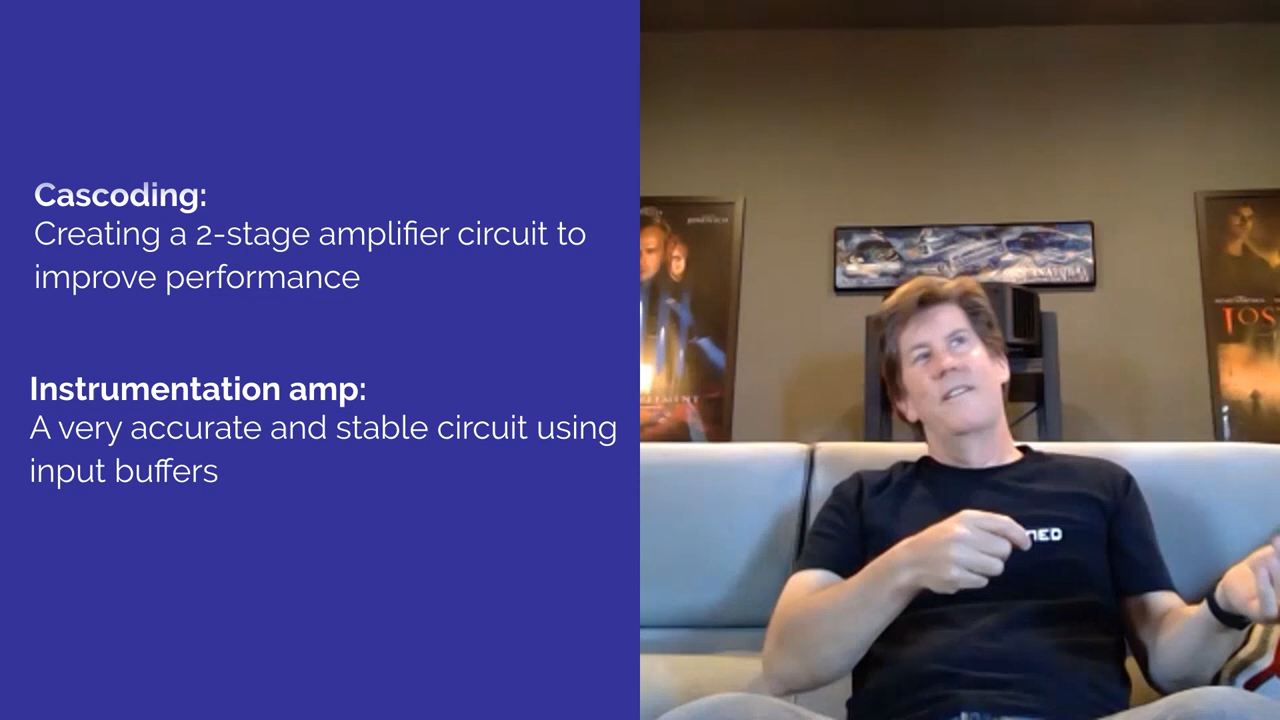 Cascoding:
Creating a 2-stage amplifier circuit to
improve performance
Instrumentation amp:
A very accurate and stable circuit using
input buffers
NED